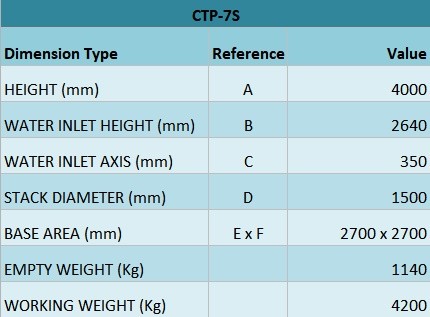 CTP-7S
Dimension Type Reference Value
HEIGHT (mm) A 4000
WATER INLET HEIGHT (mm) B 2640
WATER INLET AXIS (mm) C 350
STACK DIAMETER (mm) D 1500
BASE AREA (mm) E x F 2700 x 2700
EMPTY WEIGHT (Kg) 1140
WORKING WEIGHT (Kg) 4200